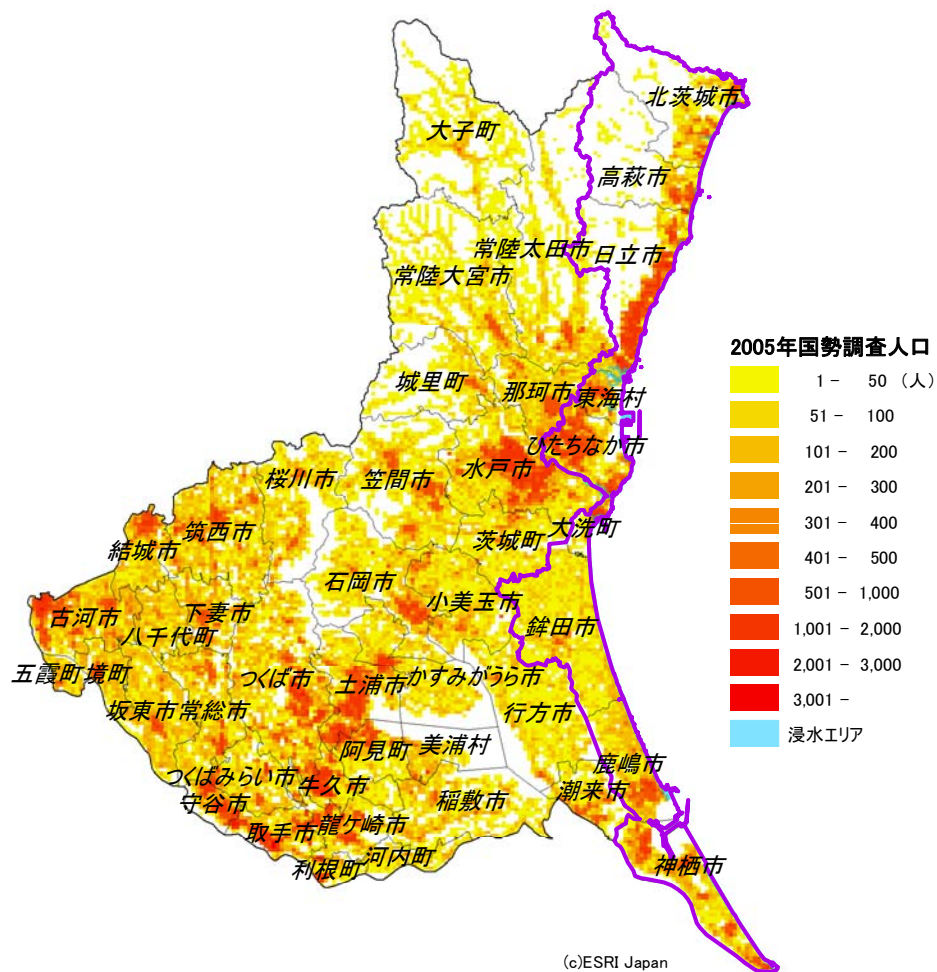 北茨城市
大子町
高萩市
常陸太田市
日立市
常陸大宮市
城里町
那珂市
東海村
ひたちなか市
水戸市
桜川市
笠間市
大洗町
茨城町
筑西市
結城市
石岡市
小美玉市
鉾田市
古河市
下妻市
八千代町
五霞町
境町
つくば市
土浦市
かすみがうら市
坂東市
常総市
行方市
阿見町
美浦村
鹿嶋市
つくばみらい市
牛久市
潮来市
稲敷市
守谷市
取手市
龍ケ崎市
河内町
利根町
神栖市
2005年国勢調査人口
1 - 50 (人)
51 - 100
101 - 200
201 - 300
301 - 400
401 - 500
501 - 1,000
1,001 - 2,000
2,001 - 3,000
3,001 -
浸水エリア
(c)ESRI Japan